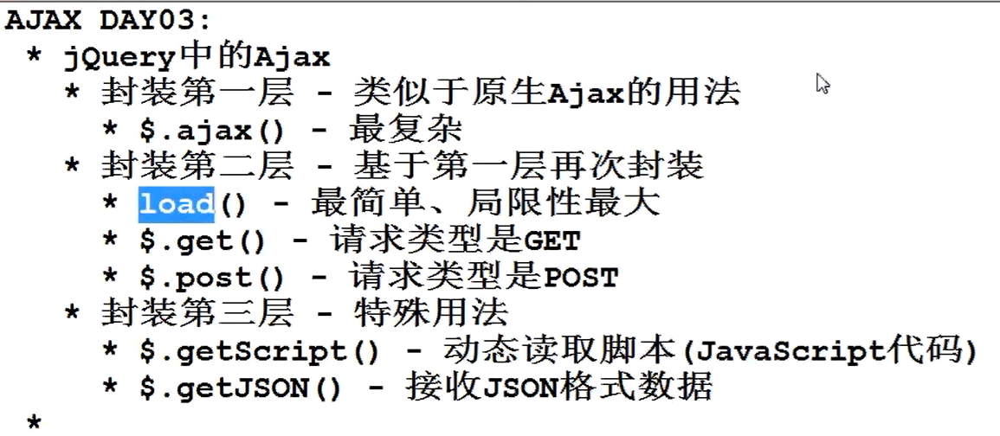 AJAX DAY03:
* jQuery中的Ajax
* 封装第一层 - 类似于原生Ajax的用法
* $.ajax() - 最复杂
* 封装第二层 - 基于第一层再次封装
* load() - 最简单、局限性最大
* $.get() - 请求类型是GET
* $.post() - 请求类型是POST
* 封装第三层 - 特殊用法
* $.getScript() - 动态读取脚本(JavaScript代码)
* $.getJSON() - 接收JSON格式数据
*